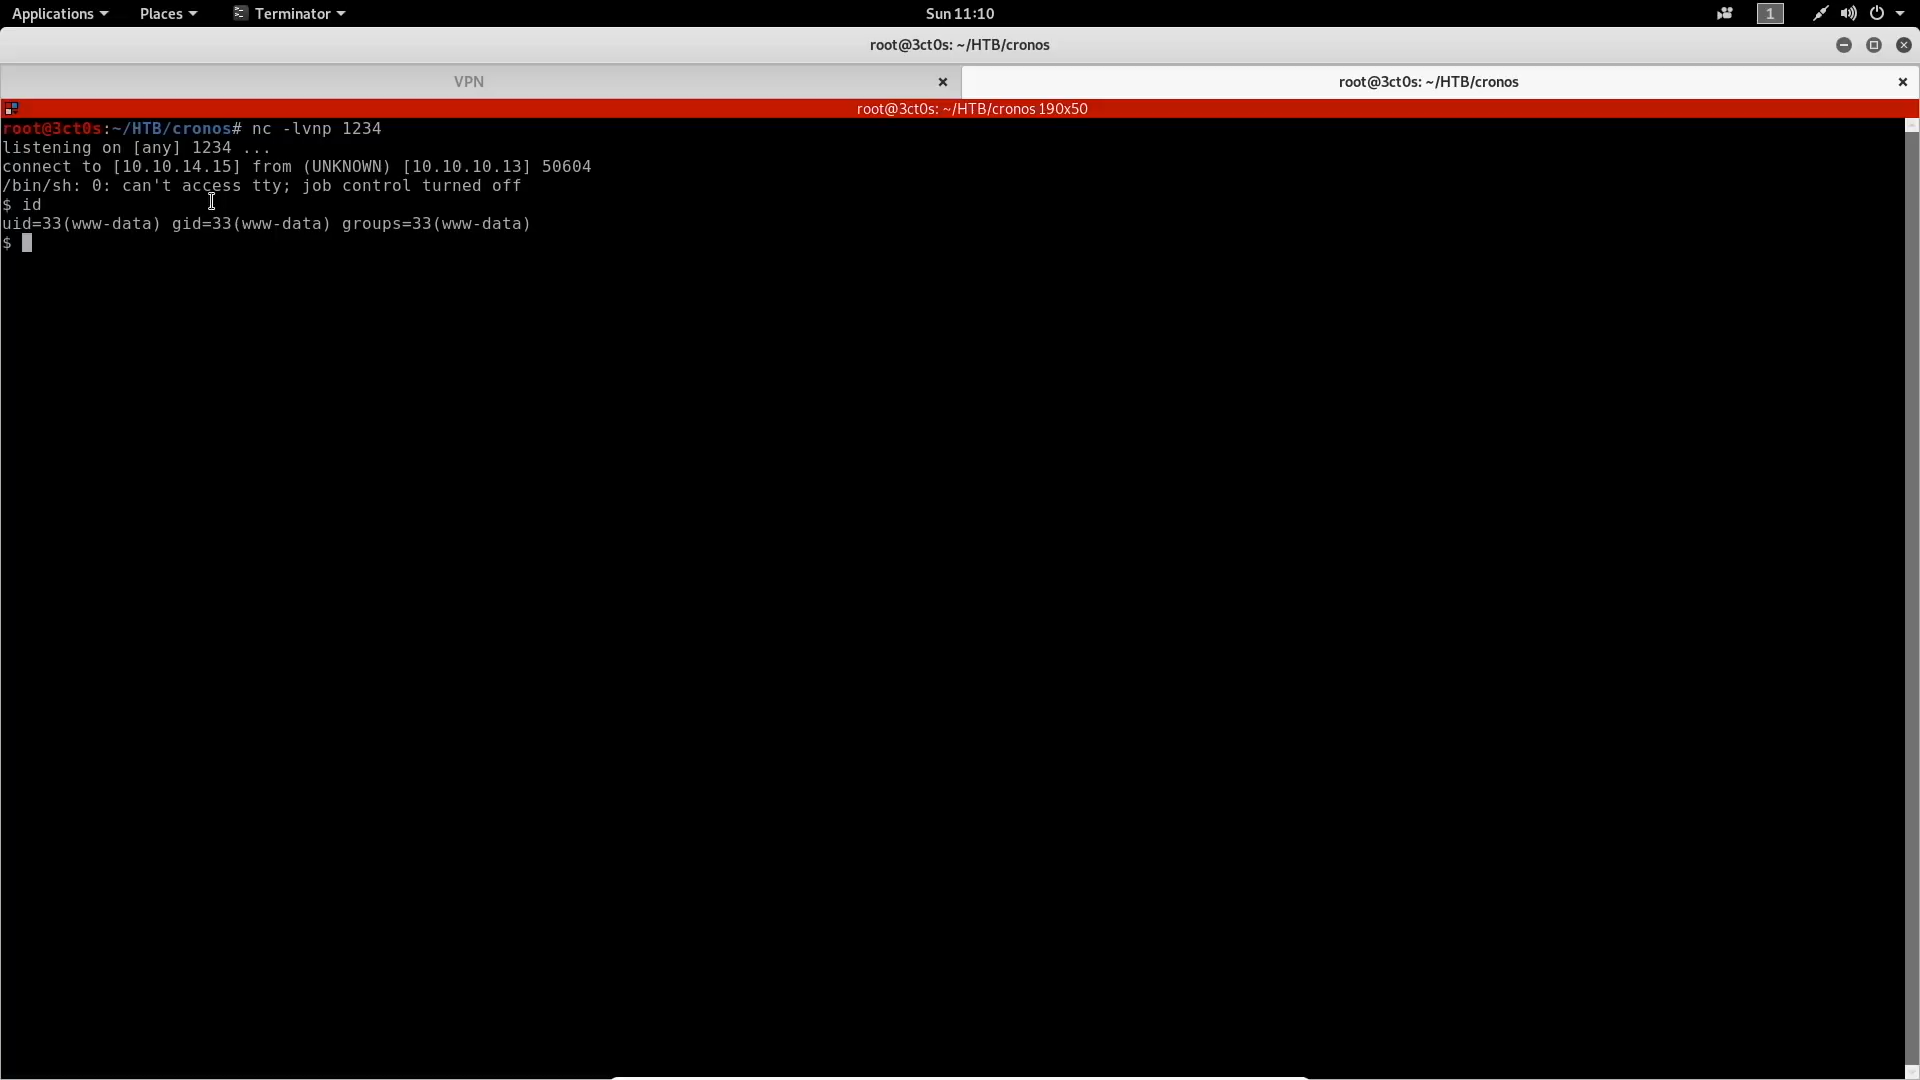 Applications Places Terminator Sun 11:10 1
root@3ct0s: ~/HTB/cronos
VPN root@3ct0s: ~/HTB/cronos
root@3ct0s: ~/HTB/cronos 190x50
root@3ct0s:~/HTB/cronos# nc -lvnp 1234
listening on [any] 1234 ...
connect to [10.10.14.15] from (UNKNOWN) [10.10.10.13] 50604
/bin/sh: 0: can't access tty; job control turned off
$ id
uid=33(www-data) gid=33(www-data) groups=33(www-data)
$